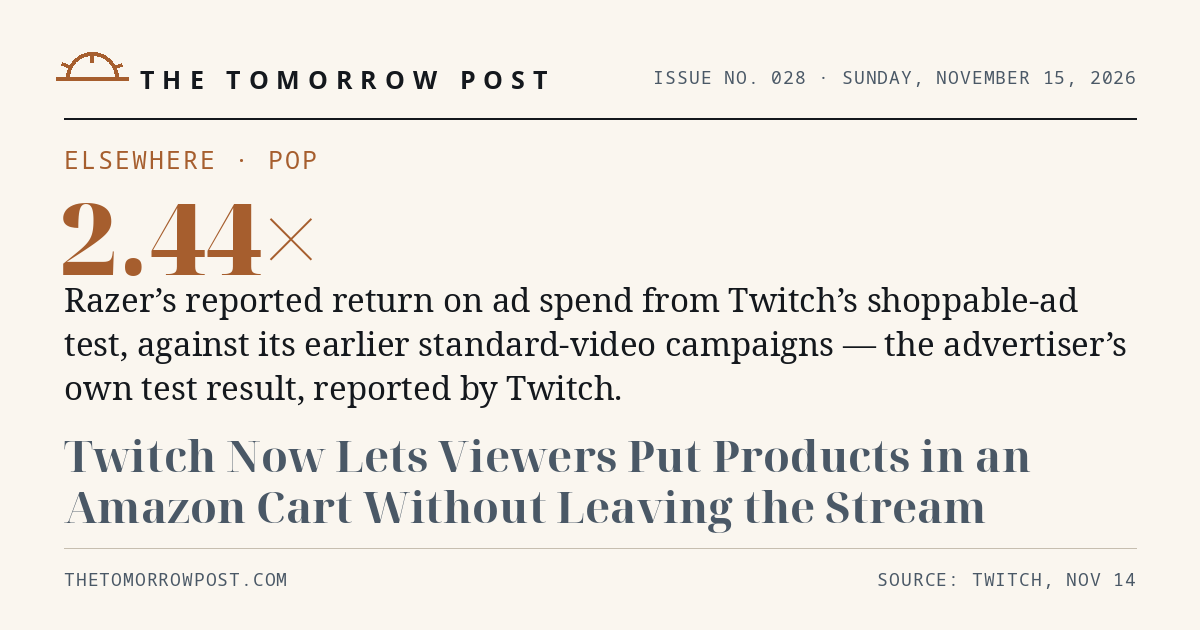 THE TOMORROW POST
ISSUE NO. 028 · SUNDAY, NOVEMBER 15, 2026
ELSEWHERE · POP
2.44×
Razer’s reported return on ad spend from Twitch’s shoppable-ad
test, against its earlier standard-video campaigns — the advertiser’s
own test result, reported by Twitch.
Twitch Now Lets Viewers Put Products in an
Amazon Cart Without Leaving the Stream
THETOMORROWPOST.COM
SOURCE: TWITCH, NOV 14